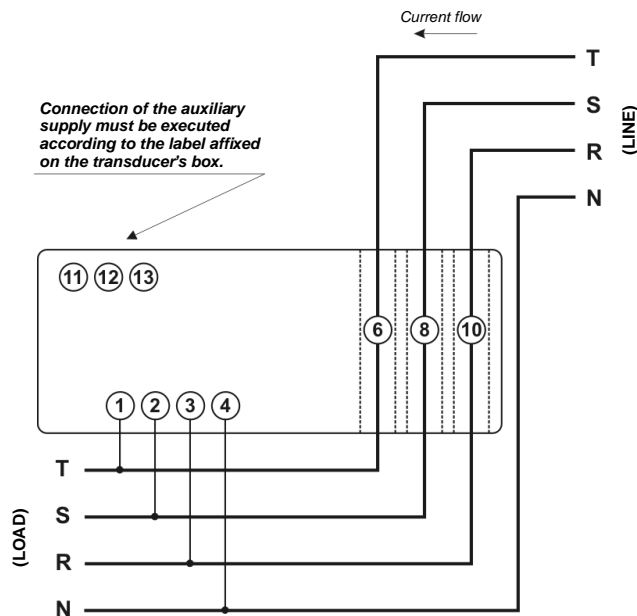 Current flow
T
S
R
N
(LINE)
Connection of the auxiliary
supply must be executed
according to the label affixed
on the transducer's box.
11 12 13
6 8 10
1 2 3 4
T
S
R
N
(LOAD)